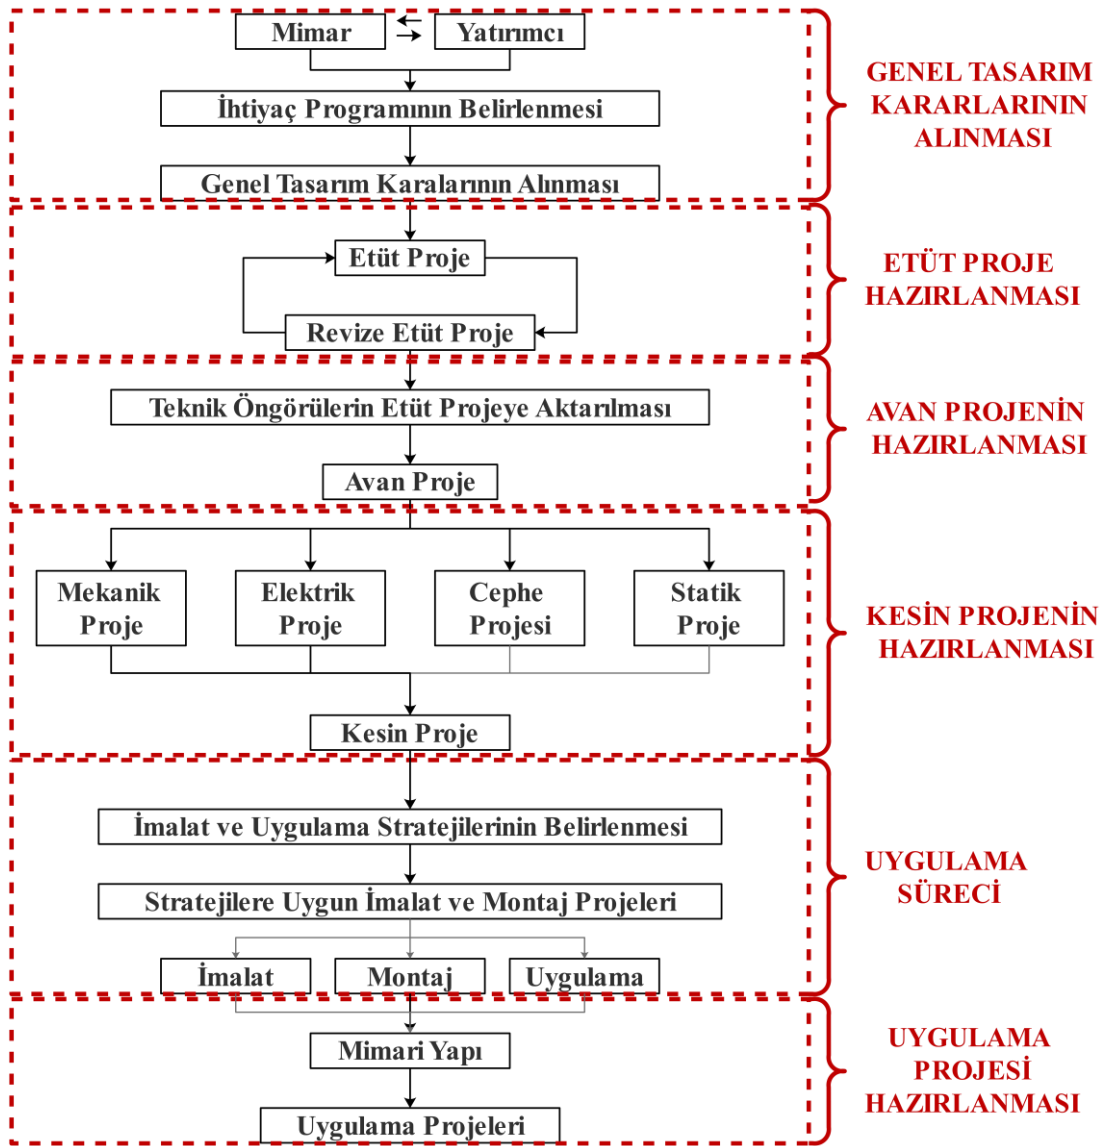 Mimar
Yatırımcı
İhtiyaç Programının Belirlenmesi
Genel Tasarım Karalarının Alınması
GENEL TASARIM
KARARLARININ
ALINMASI
Etüt Proje
Revize Etüt Proje
ETÜT PROJE
HAZIRLANMASI
Teknik Öngörülerin Etüt Projeye Aktarılması
Avan Proje
AVAN PROJENİN
HAZIRLANMASI
Mekanik
Proje
Elektrik
Proje
Cephe
Projesi
Statik
Proje
Kesin Proje
KESİN PROJENİN
HAZIRLANMASI
İmalat ve Uygulama Stratejilerinin Belirlenmesi
Stratejilere Uygun İmalat ve Montaj Projeleri
İmalat
Montaj
Uygulama
UYGULAMA
SÜRECİ
Mimari Yapı
Uygulama Projeleri
UYGULAMA
PROJESİ
HAZIRLANMASI